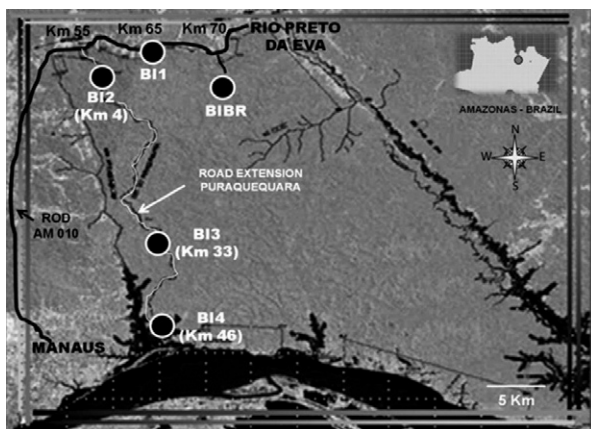 Km 55
Km 65
Km 70
RIO PRETO
DA EVA
BI1
BI2
(Km 4)
BIBR
AMAZONAS - BRAZIL
N
W
E
S
ROAD EXTENSION
PURAQUEQUARA
ROD
AM 010
BI3
(Km 33)
BI4
(Km 46)
MANAUS
5 Km